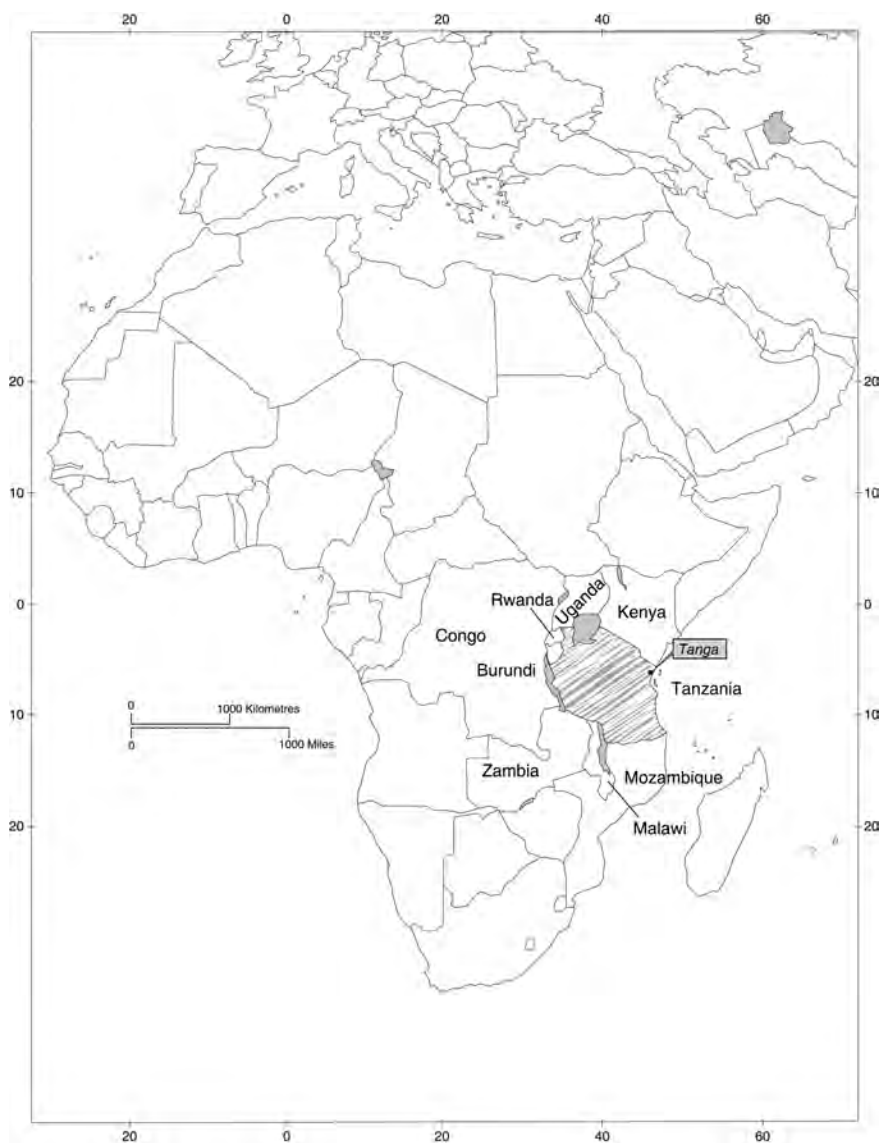 20 0 20 40 60
20 20
10 10
0 0
Rwanda
Uganda
Kenya
Congo
Tanga
Burundi
Tanzania
0 1000 Kilometres
10 10
0 1000 Miles
Zambia
Mozambique
Malawi
20 20
20 0 20 40 60